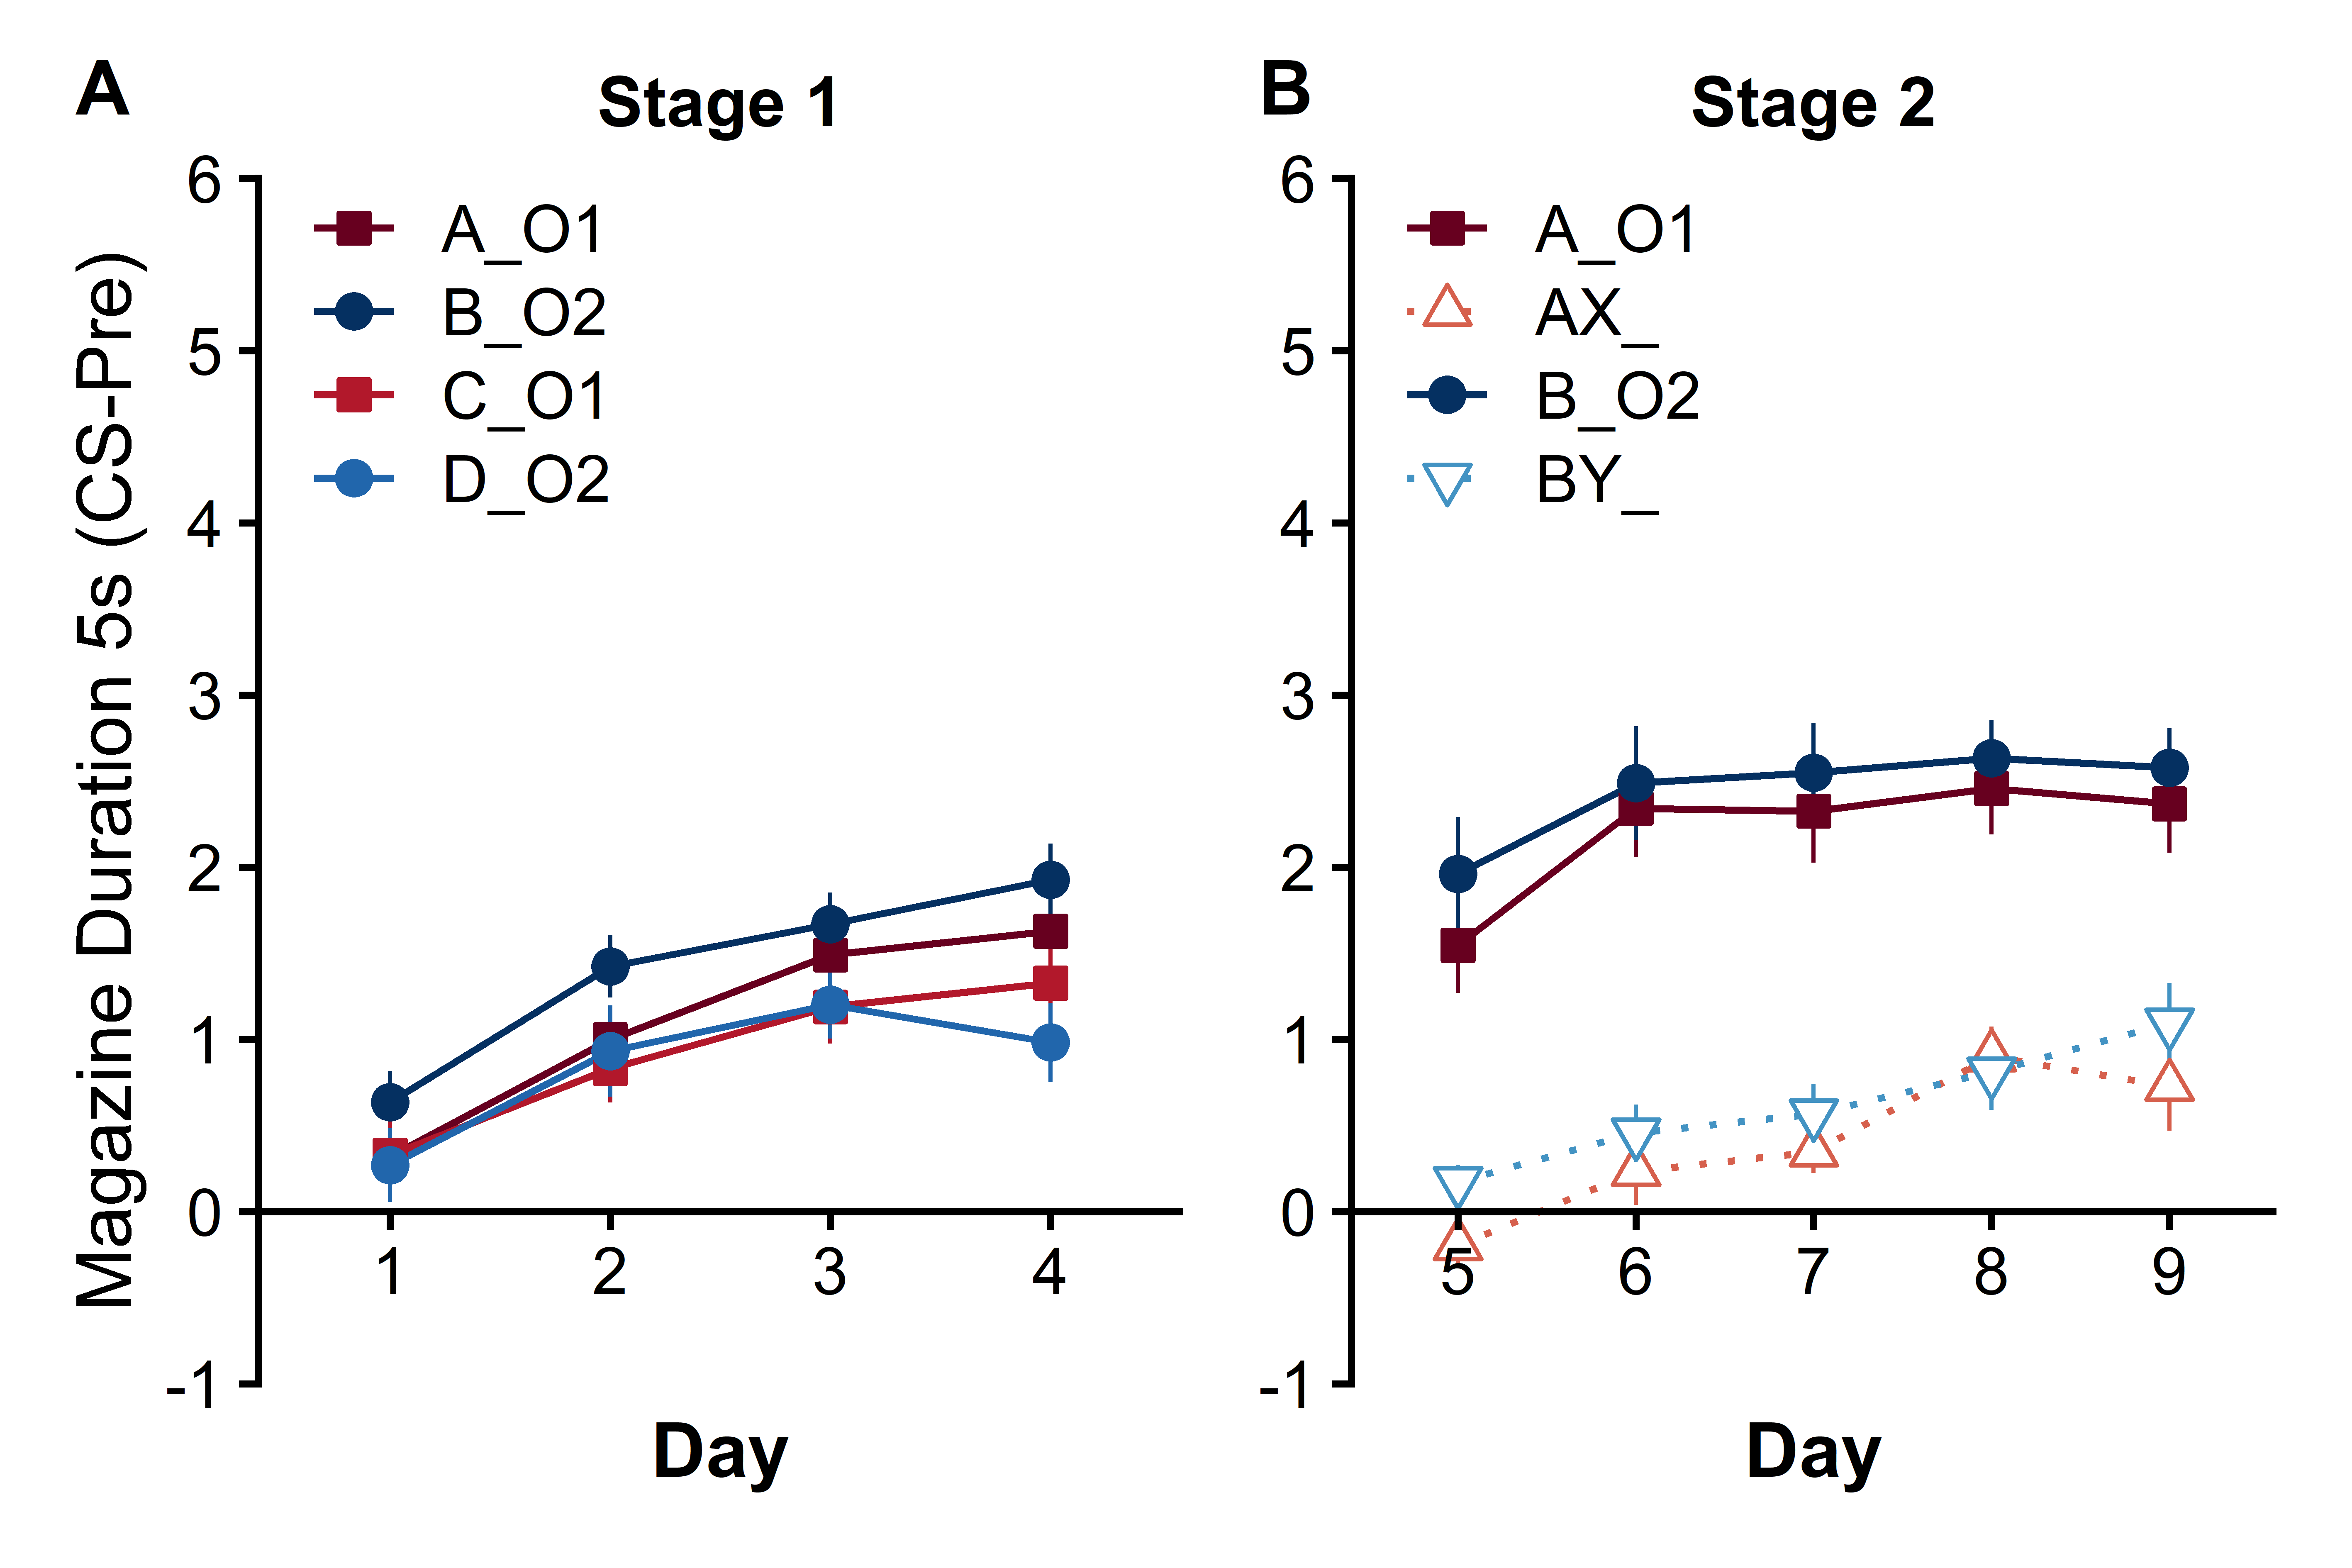 A
Stage 1
Magazine Duration 5s (CS-Pre)
6
5
4
3
2
1
0
-1
A_O1
B_O2
C_O1
D_O2
1 2 3 4
Day
B
Stage 2
6
5
4
3
2
1
0
-1
A_O1
AX_
B_O2
BY_
5 6 7 8 9
Day